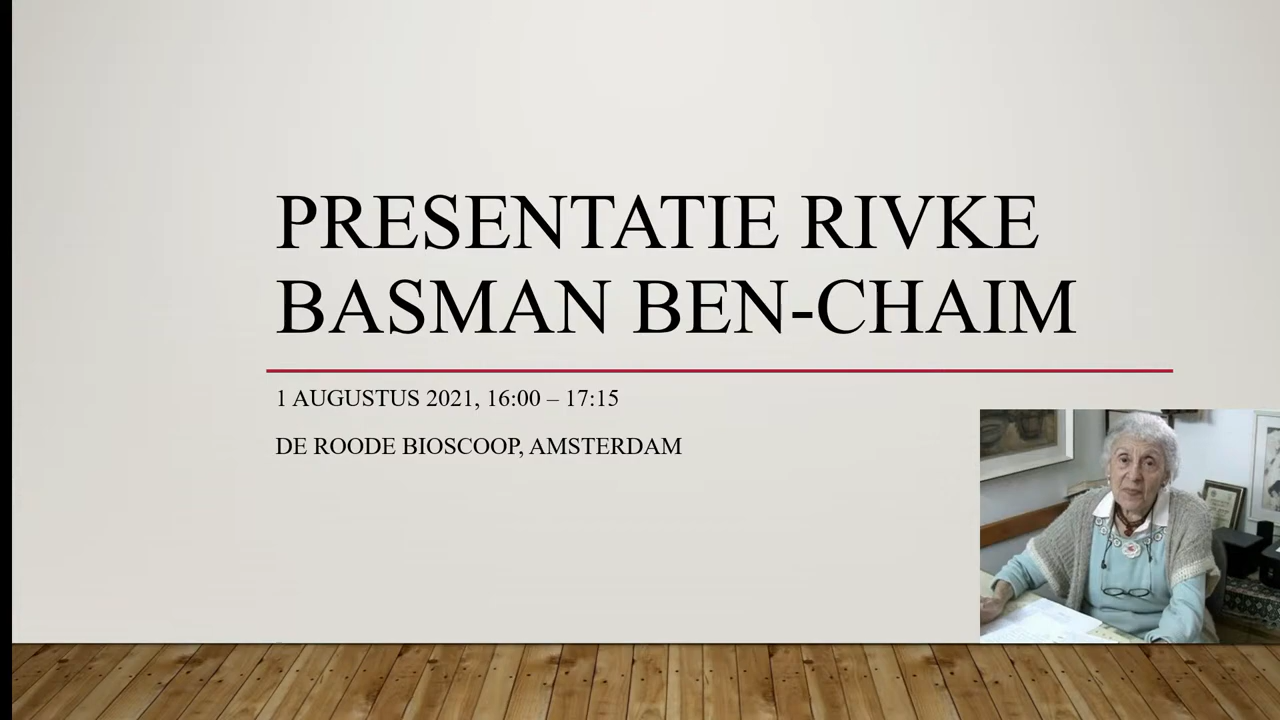 PRESENTATIE RIVKE
BASMAN BEN-CHAIM
1 AUGUSTUS 2021, 16:00 – 17:15
DE ROODE BIOSCOOP, AMSTERDAM